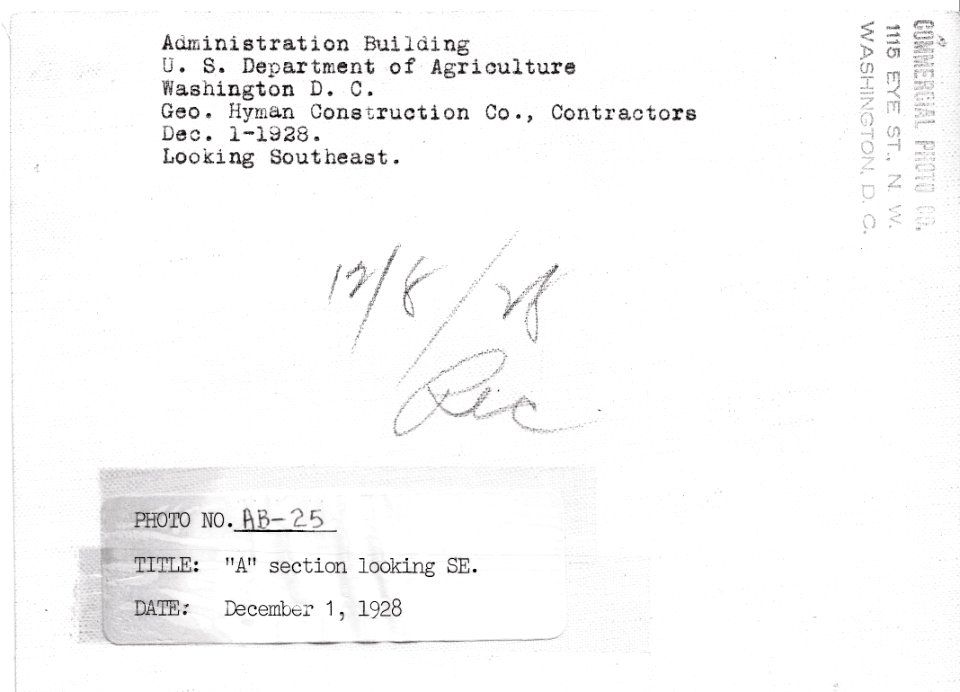 Administration Building
U. S. Department of Agriculture
Washington D. C.
Geo. Hyman Construction Co., Contractors
Dec. 1-1928.
Looking Southeast.
COMMERCIAL PHOTO CO.
1115 EYE ST., N. W.
WASHINGTON, D. C.
12/8/28
Rec
PHOTO NO. AB-25
TITLE: "A" section looking SE.
DATE: December 1, 1928